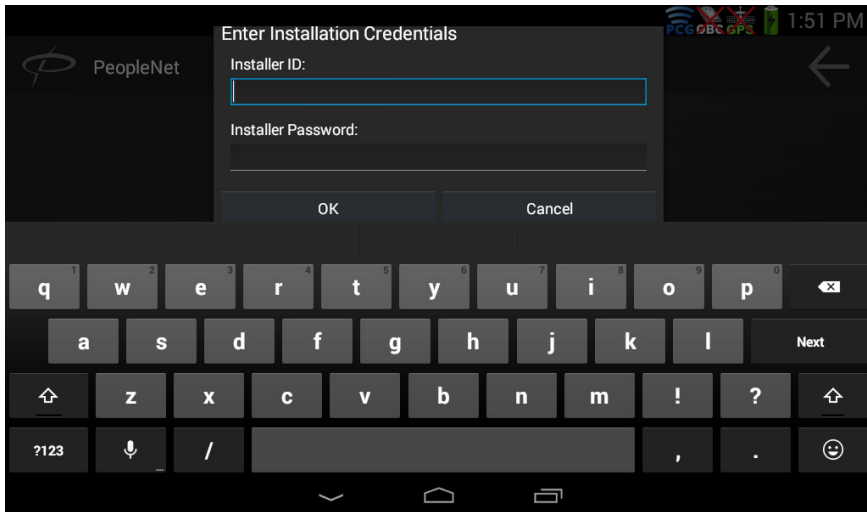 Enter Installation Credentials
PCG OBC GPS 1:51 PM
PeopleNet
Installer ID:
Installer Password:
OK Cancel
q 1 w 2 e 3 r 4 t 5 y 6 u 7 i 8 o 9 p 0
a s d f g h j k l Next
z x c v b n m ! ?
?123 / , .